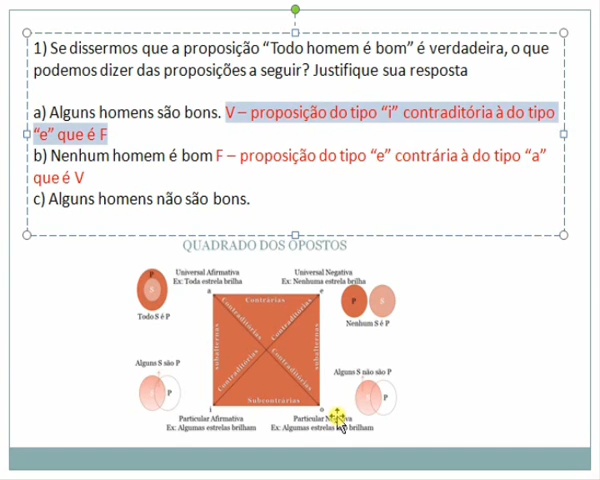 1) Se dissermos que a proposição “Todo homem é bom” é verdadeira, o que
podemos dizer das proposições a seguir? Justifique sua resposta
a) Alguns homens são bons. V – proposição do tipo “i” contraditória à do tipo
“e” que é F
b) Nenhum homem é bom F – proposição do tipo “e” contrária à do tipo “a”
que é V
c) Alguns homens não são bons.
QUADRADO DOS OPOSTOS
Universal Afirmativa
Ex: Toda estrela brilha
Universal Negativa
Ex: Nenhuma estrela brilha
P
S
Todo S é P
a
e
Contrárias
Contraditórias
Contraditórias
subalternas
subalternas
P
S
Nenhum S é P
Alguns S são P
S
P
Contraditórias
Contraditórias
Subcontrárias
Alguns S não são P
S
P
i
o
Particular Afirmativa
Ex: Algumas estrelas brilham
Particular
Ex: Algumas estrelas brilham